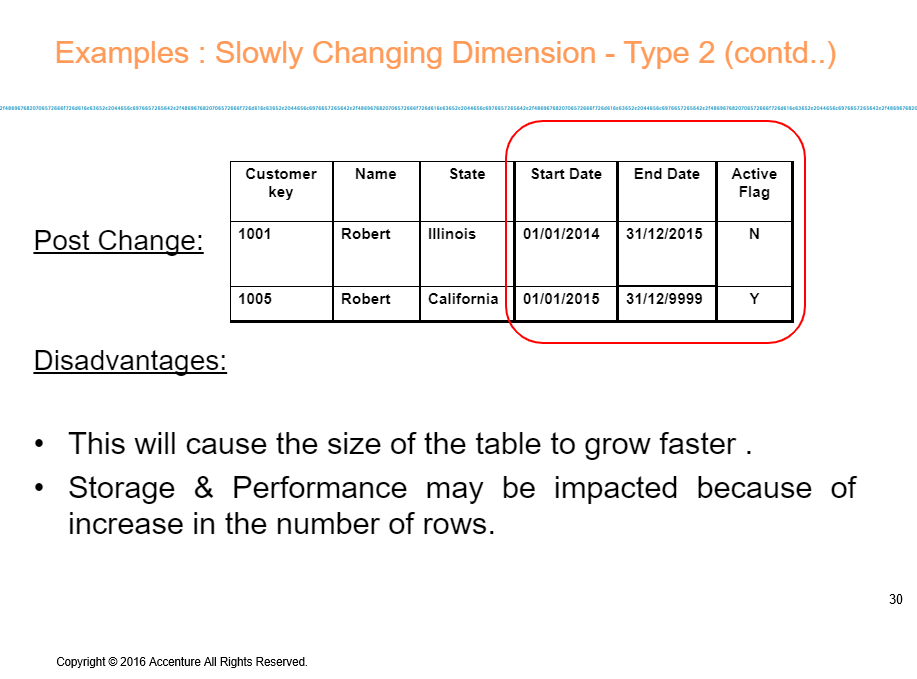 Examples : Slowly Changing Dimension - Type 2 (contd..)
Customer key Name State Start Date End Date Active Flag
Post Change:
1001 Robert Illinois 01/01/2014 31/12/2015 N
1005 Robert California 01/01/2015 31/12/9999 Y
Disadvantages:
• This will cause the size of the table to grow faster .
• Storage & Performance may be impacted because of
increase in the number of rows.
30
Copyright © 2016 Accenture All Rights Reserved.